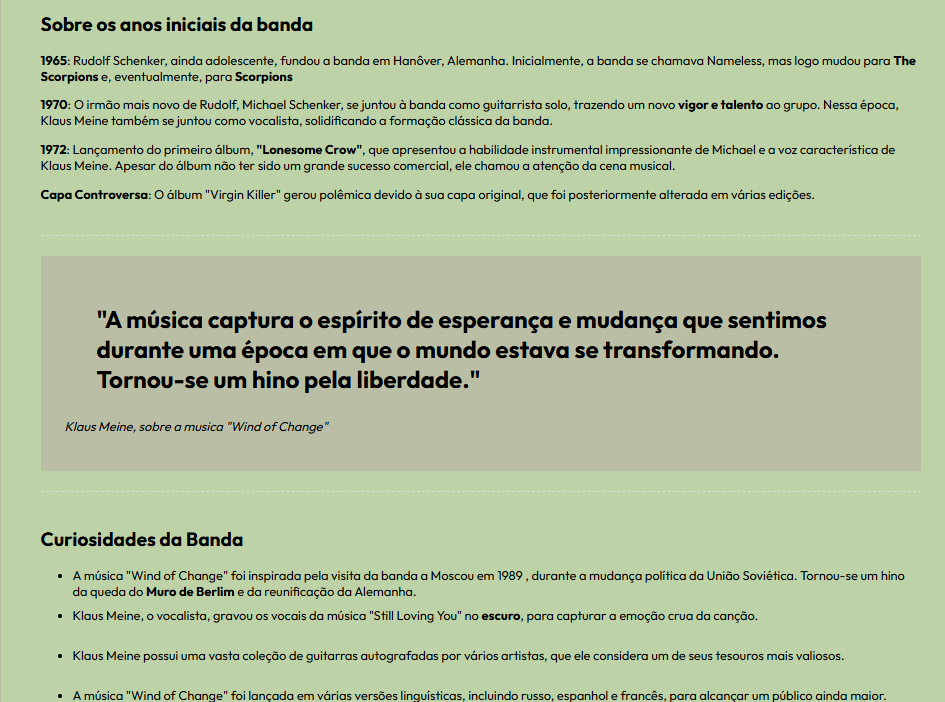 Sobre os anos iniciais da banda
1965: Rudolf Schenker, ainda adolescente, fundou a banda em Hanôver, Alemanha. Inicialmente, a banda se chamava Nameless, mas logo mudou para The
Scorpions e, eventualmente, para Scorpions
1970: O irmão mais novo de Rudolf, Michael Schenker, se juntou à banda como guitarrista solo, trazendo um novo vigor e talento ao grupo. Nessa época,
Klaus Meine também se juntou como vocalista, solidificando a formação clássica da banda.
1972: Lançamento do primeiro álbum, "Lonesome Crow", que apresentou a habilidade instrumental impressionante de Michael e a voz característica de
Klaus Meine. Apesar do álbum não ter sido um grande sucesso comercial, ele chamou a atenção da cena musical.
Capa Controversa: O álbum "Virgin Killer" gerou polêmica devido à sua capa original, que foi posteriormente alterada em várias edições.
"A música captura o espírito de esperança e mudança que sentimos
durante uma época em que o mundo estava se transformando.
Tornou-se um hino pela liberdade."
Klaus Meine, sobre a musica "Wind of Change"
Curiosidades da Banda
• A música "Wind of Change" foi inspirada pela visita da banda a Moscou em 1989 , durante a mudança política da União Soviética. Tornou-se um hino
da queda do Muro de Berlim e da reunificação da Alemanha.
• Klaus Meine, o vocalista, gravou os vocais da música "Still Loving You" no escuro, para capturar a emoção crua da canção.
• Klaus Meine possui uma vasta coleção de guitarras autografadas por vários artistas, que ele considera um de seus tesouros mais valiosos.
• A música "Wind of Change" foi lançada em várias versões linguísticas, incluindo russo, espanhol e francês, para alcançar um público ainda maior.